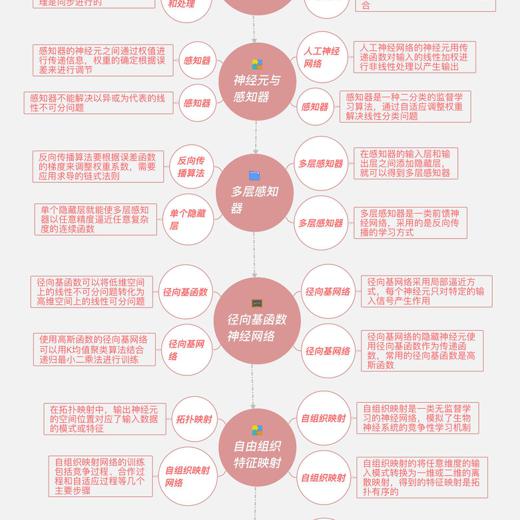 理是同步进行的
和处理
合
感知器的神经元之间通过权值进
行传递信息，权重的确定根据误
差来进行调节
感知器
人工神经
网络
人工神经网络的神经元用传
递函数对输入的线性加权进
行非线性处理以产生输出
神经元与
感知器
感知器不能解决以异或为代表的线
性不可分问题
感知器
感知器
感知器是一种二分类的监督学
习算法，通过自适应调整权重
解决线性分类问题
反向传播算法要根据误差函数
的梯度来调整权重系数，需要
应用求导的链式法则
反向传
播算法
多层感知器
在感知器的输入层和输
出层之间添加隐藏层，
就可以得到多层感知器
多层感知
器
单个隐藏层就能使多层感知器
以任意精度逼近任意复杂度
的连续函数
单个隐藏
层
多层感知器
多层感知器是一类前馈神
经网络，采用的是反向传
播的学习方式
径向基函数可以将低维空间
上的线性不可分问题转化为
高维空间上的线性可分问题
径向基函数
径向基网络
径向基网络采用局部逼近方
式，每个神经元只对特定的输
入信号产生作用
径向基函数
神经网络
使用高斯函数的径向基网络
可以用K均值聚类算法结合
递归最小二乘法进行训练
径向基网
络
径向基网络
径向基网络的隐藏神经元使
用径向基函数作为传递函
数，常用的径向基函数是高
斯函数
在拓扑映射中，输出神经元
的空间位置对应了输入数据
的模式或特征
拓扑映射
自组织映射
自组织映射是一类无监督学
习的神经网络，模拟了生物
神经系统的竞争性学习机制
自由组织
特征映射
自组织映射网络的训练
包括竞争过程、合作过
程和自适应过程等几个
主要步骤
自组织映射
网络
自组织映射
自组织映射的将任意维度的输
入模式转换为一维或二维的离
散映射，得到的特征映射是拓
扑有序的